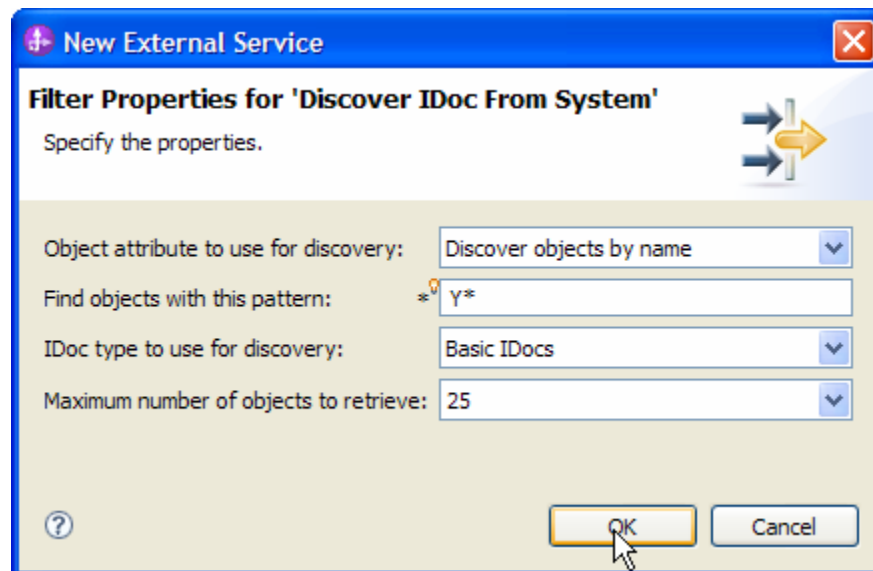 New External Service
Filter Properties for 'Discover IDoc From System'
Specify the properties.
Object attribute to use for discovery: Discover objects by name
Find objects with this pattern: * Y*
IDoc type to use for discovery: Basic IDocs
Maximum number of objects to retrieve: 25
? OK Cancel